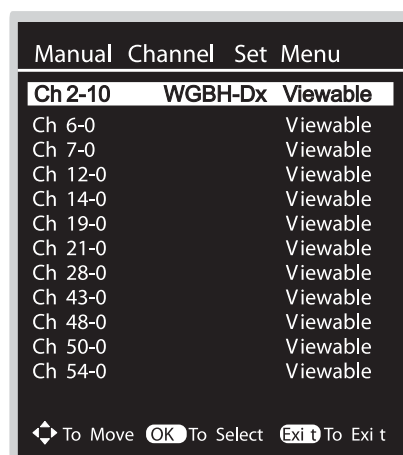 Manual Channel Set Menu
Ch 2-10 WGBH-Dx Viewable
Ch 6-0 Viewable
Ch 7-0 Viewable
Ch 12-0 Viewable
Ch 14-0 Viewable
Ch 19-0 Viewable
Ch 21-0 Viewable
Ch 28-0 Viewable
Ch 43-0 Viewable
Ch 48-0 Viewable
Ch 50-0 Viewable
Ch 54-0 Viewable
To Move OK To Select Exit To Exit